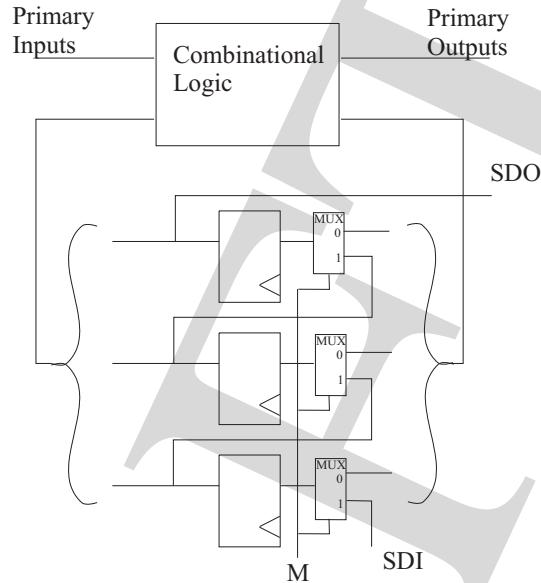 Primary
Inputs
Combinational
Logic
Primary
Outputs
SDO
MUX
0
1
MUX
0
1
MUX
0
1
M
SDI